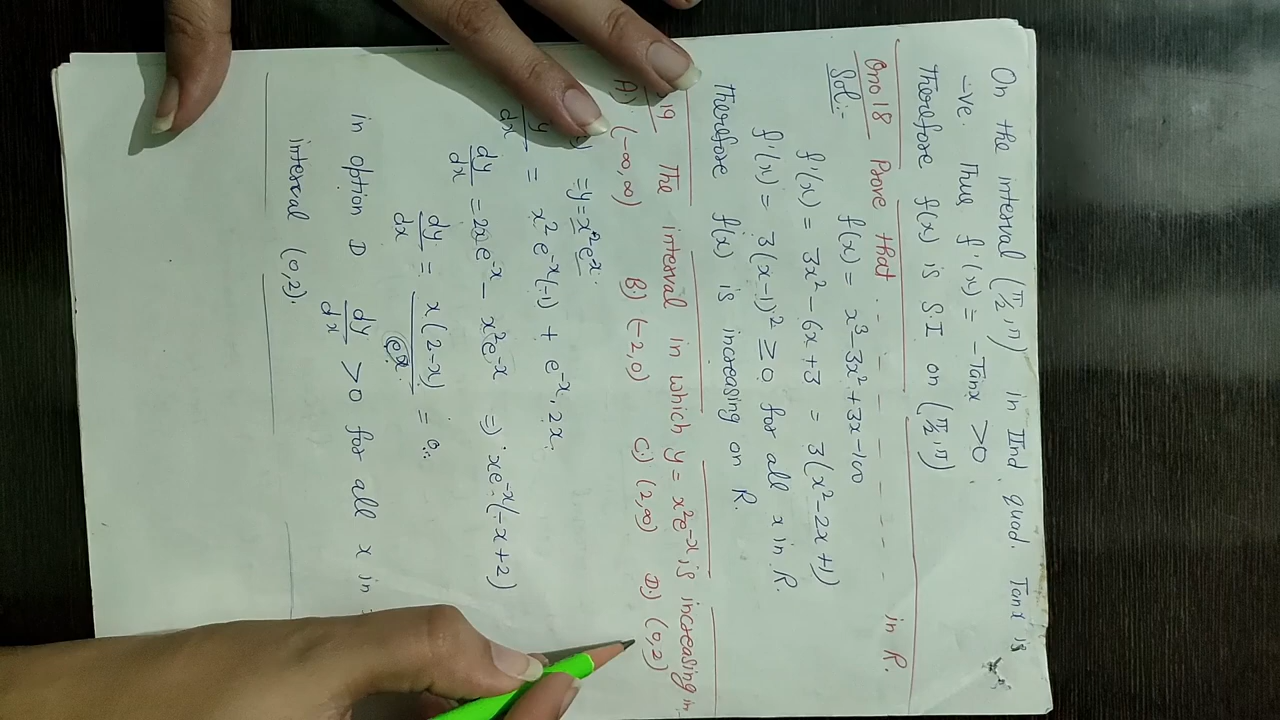 On the interval (π/2, π) in IInd quad. Tanx is
-ve. Thus f'(x) = -Tanx > 0
Therefore f(x) is S.I on (π/2, π)
Qno 18 Prove that - - - - - - - in R.
Sol:-
f(x) = x³-3x²+3x-100
f'(x) = 3x² - 6x + 3 = 3(x² - 2x + 1)
f'(x) = 3(x-1)² ≥ 0 for all x in R.
Therefore f(x) is increasing on R.
19 The interval in which y = x²e^-x is increasing in
A.) (-∞,∞) B.) (-2,0) C.) (2,∞) D.) (0,2)
=y=x²e^-x.
y/dx = x²e^-x(-1) + e^-x.2x.
dy/dx = 2xe^-x - x²e^-x => xe^-x(-x+2)
dy/dx = x(2-x)/e^x = 0.
in option D dy/dx > 0 for all x in
interval (0,2).